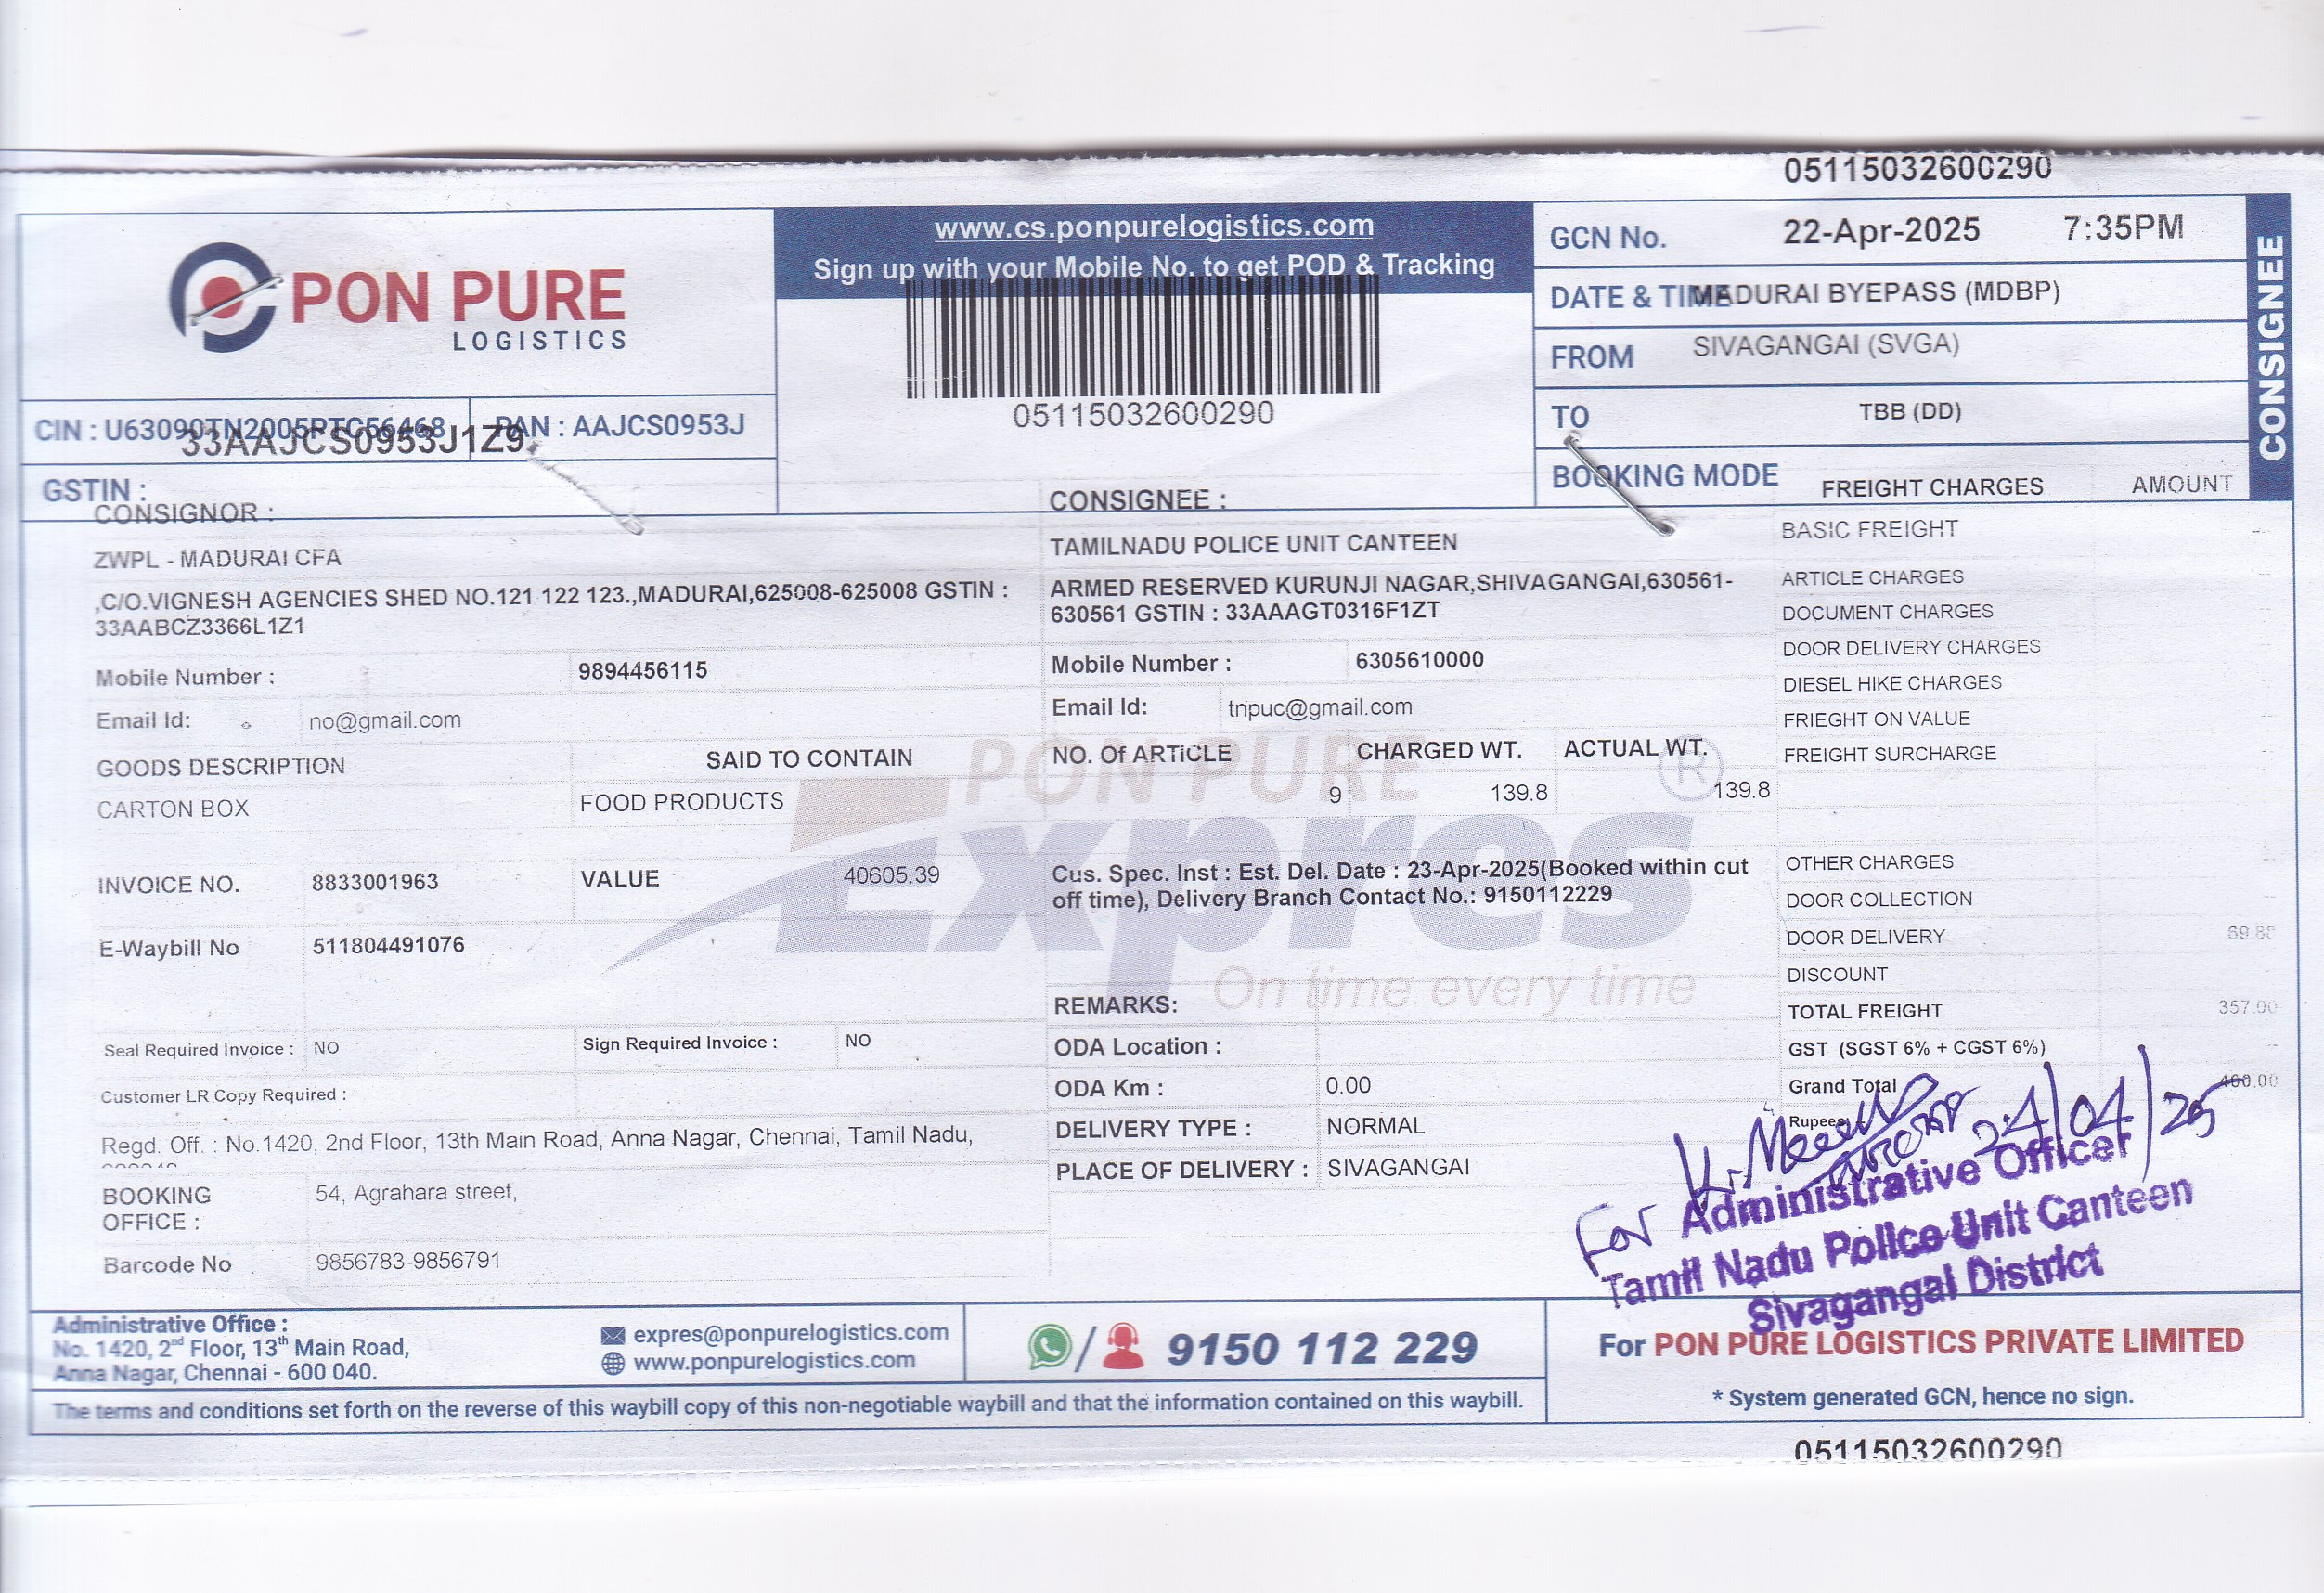 05115032600290
PON PURE
LOGISTICS
www.cs.ponpurelogistics.com
Sign up with your Mobile No. to get POD & Tracking
05115032600290
GCN No. 22-Apr-2025 7:35PM
DATE & TIME MADURAI BYEPASS (MDBP)
FROM SIVAGANGAI (SVGA)
TO TBB (DD)
BOOKING MODE
CONSIGNEE
CIN : U63090TN2005PTC56468 PAN : AAJCS0953J
33AAJCS0953J1Z9
GSTIN :
CONSIGNOR :
ZWPL - MADURAI CFA
,C/O.VIGNESH AGENCIES SHED NO.121 122 123.,MADURAI,625008-625008 GSTIN :
33AABCZ3366L1Z1
Mobile Number : 9894456115
Email Id: no@gmail.com
GOODS DESCRIPTION SAID TO CONTAIN
CARTON BOX FOOD PRODUCTS
INVOICE NO. 8833001963 VALUE 40605.39
E-Waybill No 511804491076
Seal Required Invoice : NO Sign Required Invoice : NO
Customer LR Copy Required :
Regd. Off. : No.1420, 2nd Floor, 13th Main Road, Anna Nagar, Chennai, Tamil Nadu,
BOOKING
OFFICE :
54, Agrahara street,
Barcode No 9856783-9856791
CONSIGNEE :
TAMILNADU POLICE UNIT CANTEEN
ARMED RESERVED KURUNJI NAGAR,SHIVAGANGAI,630561-
630561 GSTIN : 33AAAGT0316F1ZT
Mobile Number : 6305610000
Email Id: tnpuc@gmail.com
NO. Of ARTICLE CHARGED WT. ACTUAL WT.
9 139.8 139.8
PON PURE ®
Expres
On time every time
Cus. Spec. Inst : Est. Del. Date : 23-Apr-2025(Booked within cut
off time), Delivery Branch Contact No.: 9150112229
REMARKS:
ODA Location :
ODA Km : 0.00
DELIVERY TYPE : NORMAL
PLACE OF DELIVERY : SIVAGANGAI
FREIGHT CHARGES AMOUNT
BASIC FREIGHT --
ARTICLE CHARGES
DOCUMENT CHARGES
DOOR DELIVERY CHARGES
DIESEL HIKE CHARGES
FRIEGHT ON VALUE
FREIGHT SURCHARGE
OTHER CHARGES
DOOR COLLECTION
DOOR DELIVERY
DISCOUNT
TOTAL FREIGHT 357.00
GST (SGST 6% + CGST 6%)
Grand Total
Rupees
24/04/25
For Administrative Officer
Tamil Nadu Police Unit Canteen
Sivagangai District
Administrative Office :
No. 1420, 2nd Floor, 13th Main Road,
Anna Nagar, Chennai - 600 040.
expres@ponpurelogistics.com
www.ponpurelogistics.com
/ 9150 112 229
For PON PURE LOGISTICS PRIVATE LIMITED
* System generated GCN, hence no sign.
The terms and conditions set forth on the reverse of this waybill copy of this non-negotiable waybill and that the information contained on this waybill.
05115032600290